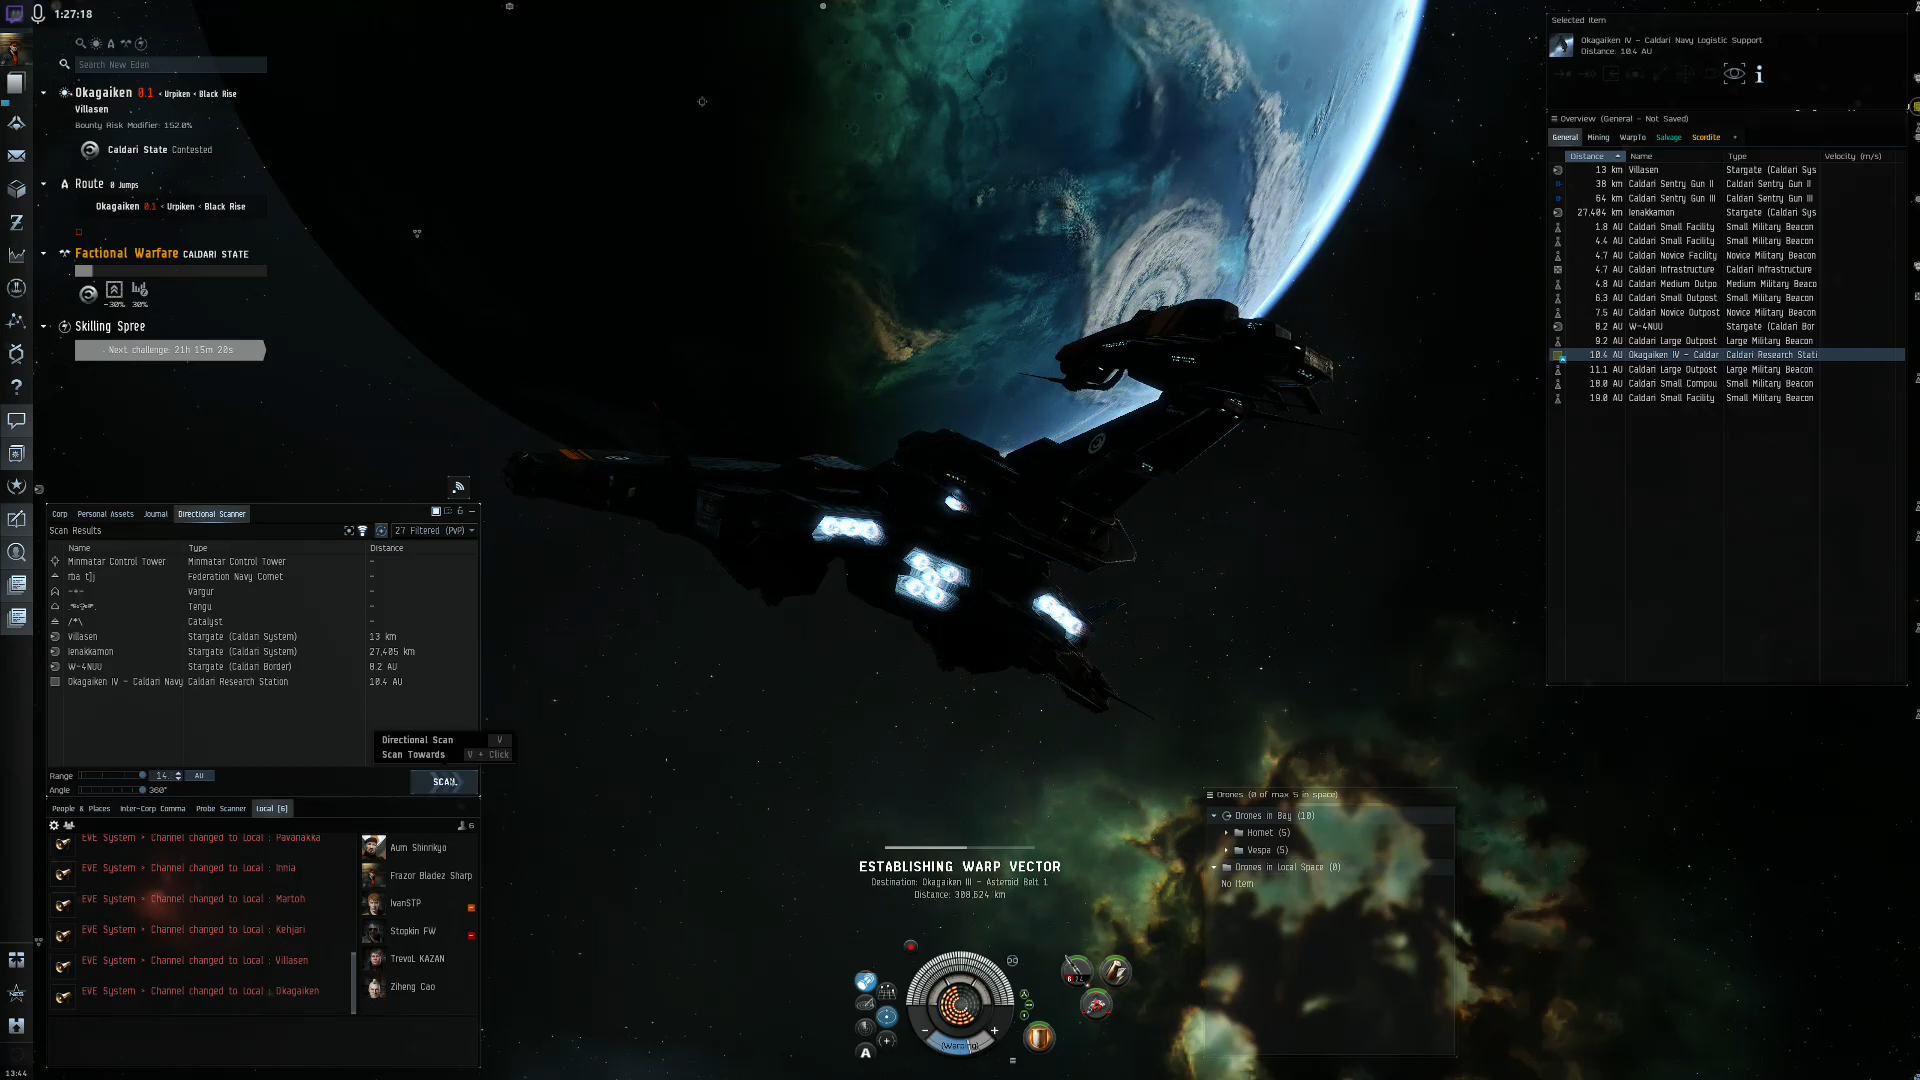 1:27:18
Search New Eden
Okagaiken 0.1 < Urpiken < Black Rise
Villasen
Bounty Risk Modifier: 152.0%
Caldari State Contested
Route 0 Jumps
Okagaiken 0.1 < Urpiken < Black Rise
Factional Warfare CALDARI STATE
-30% 30%
Skilling Spree
Next challenge: 21h 15m 20s
Corp Personal Assets Journal Directional Scanner
Scan Results 27 Filtered (PvP)
Name Type Distance
Minmatar Control Tower Minmatar Control Tower -
rba t]j Federation Navy Comet -
Vargur -
Tengu -
/*\ Catalyst -
Villasen Stargate (Caldari System) 13 km
Ienakkamon Stargate (Caldari System) 27,405 km
W-4NUU Stargate (Caldari Border) 8.2 AU
Okagaiken IV - Caldari Navy Caldari Research Station 10.4 AU
Directional Scan V
Scan Towards V + Click
Range 14. AU
Angle 360°
SCAN
People & Places Inter-Corp Comma Probe Scanner Local [6]
6
EVE System > Channel changed to Local : Pavanakka
EVE System > Channel changed to Local : Innia
EVE System > Channel changed to Local : Martoh
EVE System > Channel changed to Local : Kehjari
EVE System > Channel changed to Local : Villasen
EVE System > Channel changed to Local : Okagaiken
Aum Shinrikyo
Frazor Bladez Sharp
IvanSTP
Stopkin FW
TrevoL KAZAN
Ziheng Cao
NES
13:44
ESTABLISHING WARP VECTOR
Destination: Okagaiken III - Asteroid Belt 1
Distance: 308,624 km
(Warping)
A
Drones (0 of max 5 in space)
Drones in Bay (10)
Hornet (5)
Vespa (5)
Drones in Local Space (0)
No Item
Selected Item
Okagaiken IV - Caldari Navy Logistic Support
Distance: 10.4 AU
Overview (General - Not Saved)
General Mining WarpTo Salvage Scordite +
Distance Name Type Velocity (m/s)
13 km Villasen Stargate (Caldari Sys
38 km Caldari Sentry Gun II Caldari Sentry Gun II
64 km Caldari Sentry Gun III Caldari Sentry Gun III
27,404 km Ienakkamon Stargate (Caldari Sys
1.8 AU Caldari Small Facility Small Military Beacon
4.4 AU Caldari Small Facility Small Military Beacon
4.7 AU Caldari Novice Facility Novice Military Beacon
4.7 AU Caldari Infrastructure Caldari Infrastructure
4.8 AU Caldari Medium Outpo Medium Military Beaco
6.3 AU Caldari Small Outpost Small Military Beacon
7.5 AU Caldari Novice Outpost Novice Military Beacon
8.2 AU W-4NUU Stargate (Caldari Bor
9.2 AU Caldari Large Outpost Large Military Beacon
10.4 AU Okagaiken IV - Caldar Caldari Research Stati
11.1 AU Caldari Large Outpost Large Military Beacon
18.0 AU Caldari Small Compou Small Military Beacon
19.0 AU Caldari Small Facility Small Military Beacon